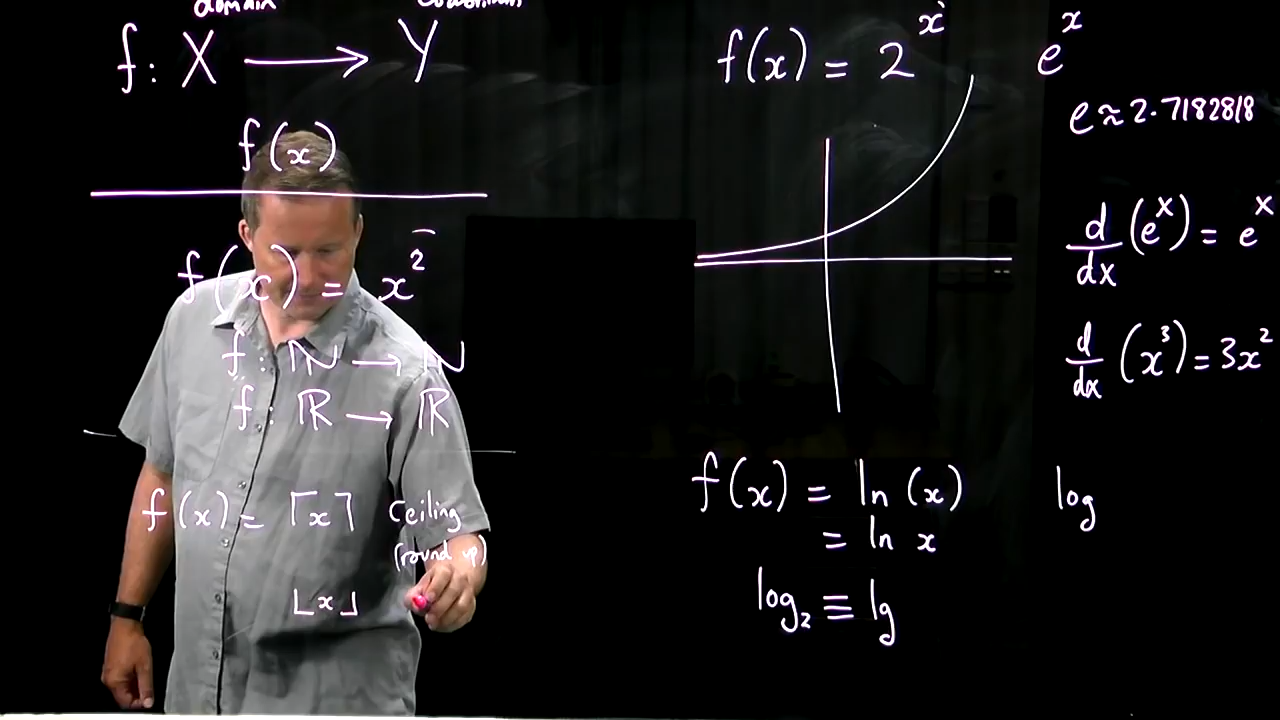 domain
f: X ⟶ Y
f(x)
f(x) = x²
f: ℕ → ℕ
f: ℝ → ℝ
f(x) = ⌈x⌉ ceiling
(round up)
⌊x⌋
f(x) = 2ˣ eˣ
e ≈ 2.7182818
d/dx (eˣ) = eˣ
d/dx (x³) = 3x²
f(x) = ln (x) log
= ln x
log₂ ≡ lg